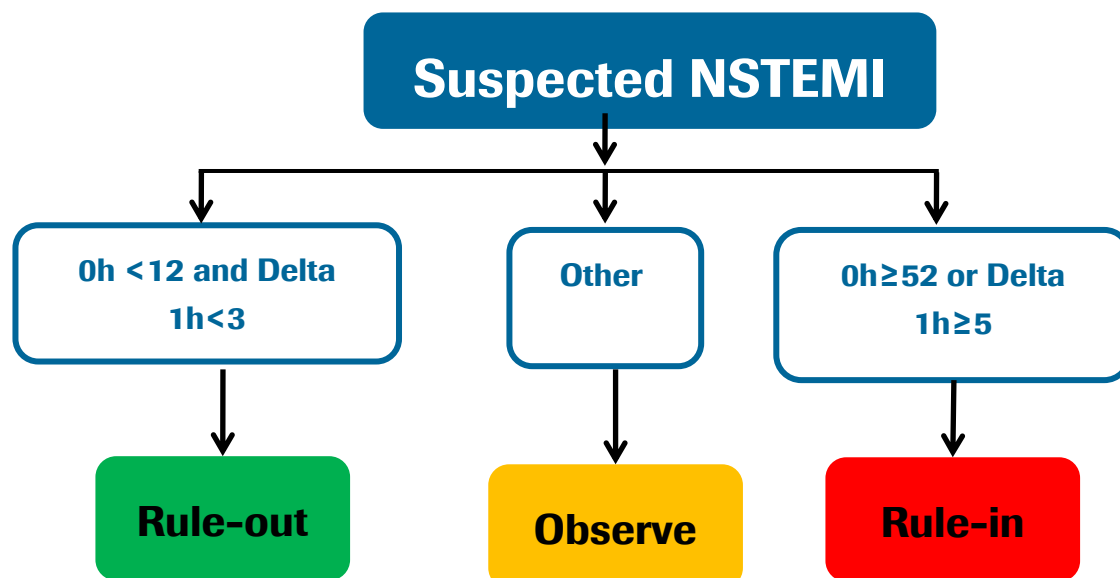 Suspected NSTEMI
0h <12 and Delta
1h<3
Other
0h≥52 or Delta
1h≥5
Rule-out
Observe
Rule-in